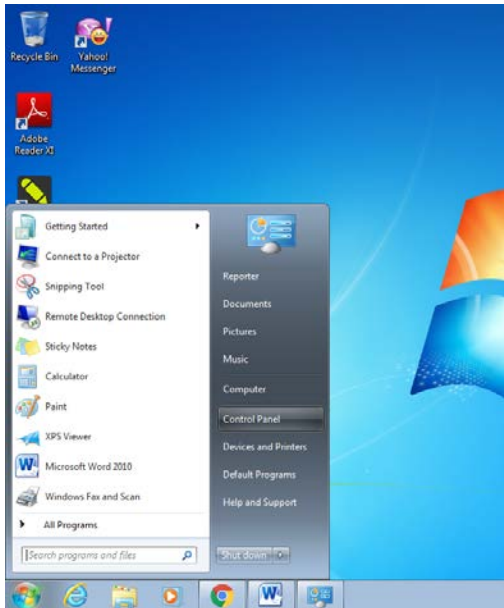 Recycle Bin
Yahoo!
Messenger
Adobe
Reader XI
Getting Started
Connect to a Projector
Snipping Tool
Remote Desktop Connection
Sticky Notes
Calculator
Paint
XPS Viewer
Microsoft Word 2010
Windows Fax and Scan
All Programs
Search programs and files
Reporter
Documents
Pictures
Music
Computer
Control Panel
Devices and Printers
Default Programs
Help and Support
Shut down